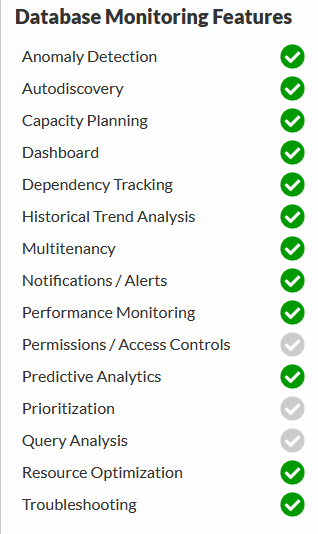 Database Monitoring Features
Anomaly Detection
Autodiscovery
Capacity Planning
Dashboard
Dependency Tracking
Historical Trend Analysis
Multitenancy
Notifications / Alerts
Performance Monitoring
Permissions / Access Controls
Predictive Analytics
Prioritization
Query Analysis
Resource Optimization
Troubleshooting